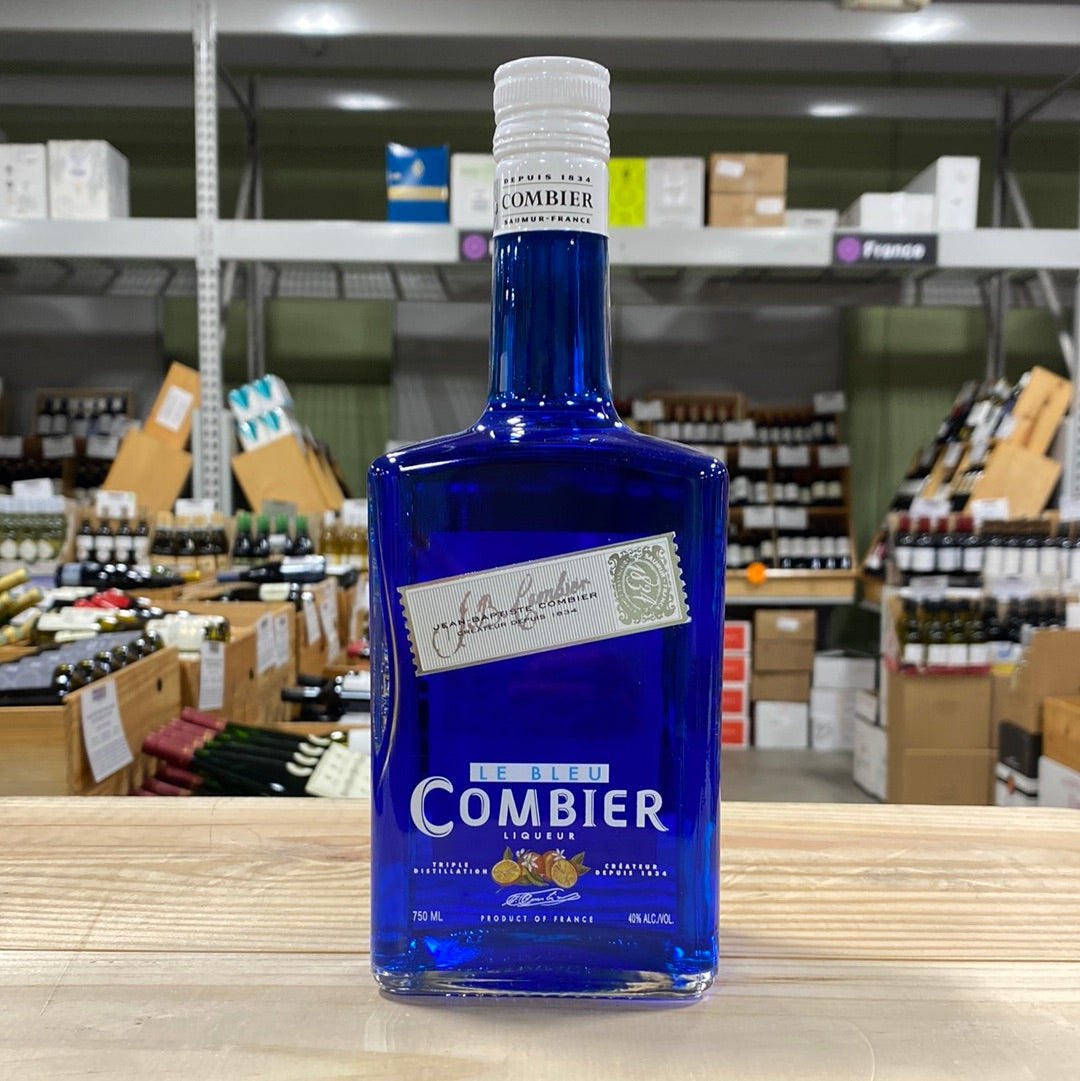 DEPUIS 1834
COMBIER
SAUMUR-FRANCE
France
J.B. Combier
JEAN-BAPTISTE COMBIER
CRÉATEUR DEPUIS 1834
1834
LE BLEU
COMBIER
LIQUEUR
TRIPLE
DISTILLATION
CRÉATEUR
DEPUIS 1834
750 ML
PRODUCT OF FRANCE
40% ALC./VOL.